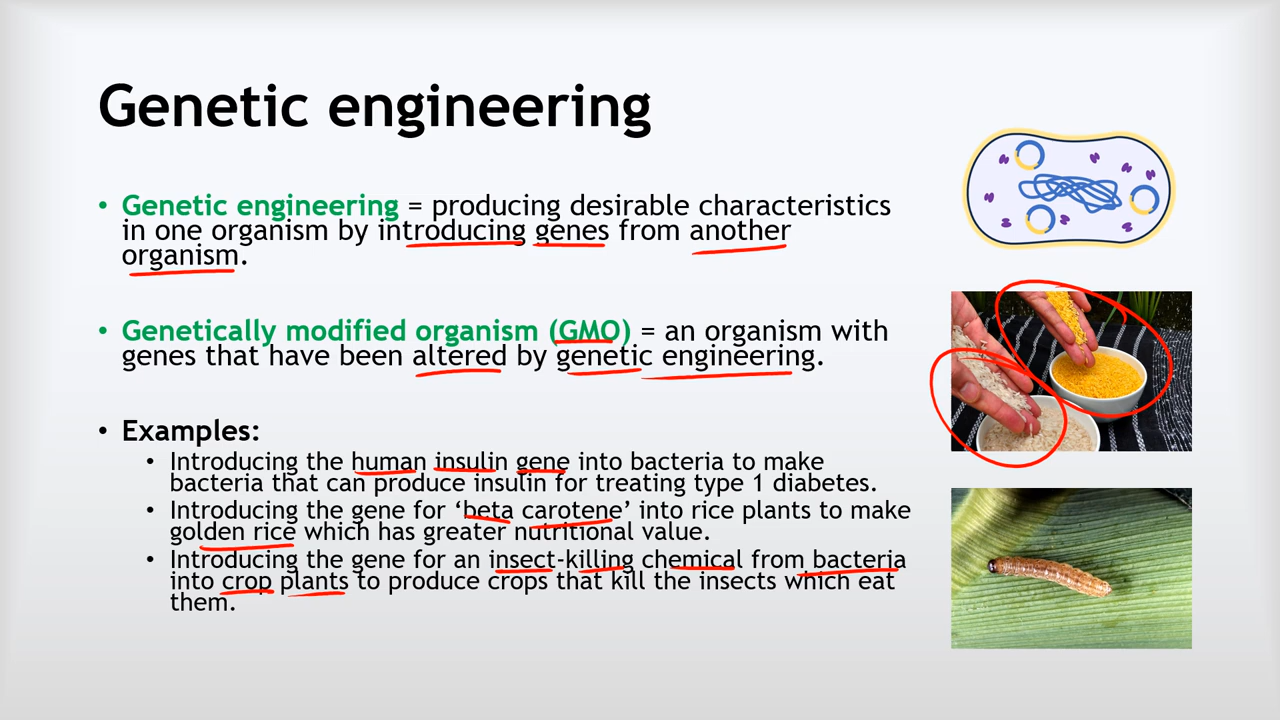 Genetic engineering
• Genetic engineering = producing desirable characteristics
in one organism by introducing genes from another
organism.
• Genetically modified organism (GMO) = an organism with
genes that have been altered by genetic engineering.
• Examples:
• Introducing the human insulin gene into bacteria to make
bacteria that can produce insulin for treating type 1 diabetes.
• Introducing the gene for ‘beta carotene’ into rice plants to make
golden rice which has greater nutritional value.
• Introducing the gene for an insect-killing chemical from bacteria
into crop plants to produce crops that kill the insects which eat
them.